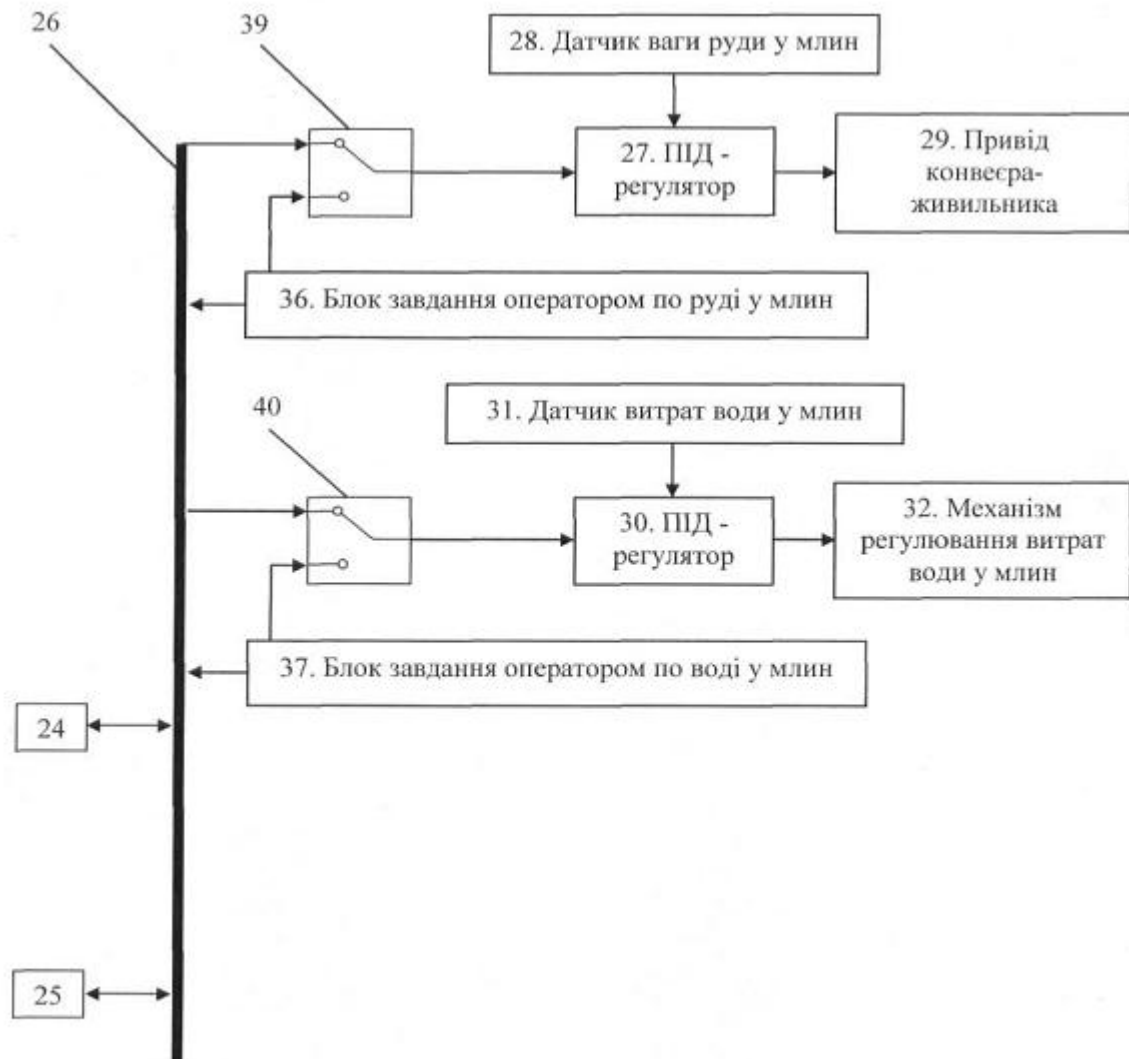 26
39
28. Датчик ваги руди у млин
27. ПІД -
регулятор
29. Привід
конвеєра-
живильника
36. Блок завдання оператором по руді у млин
40
31. Датчик витрат води у млин
30. ПІД -
регулятор
32. Механізм
регулювання витрат
води у млин
37. Блок завдання оператором по воді у млин
24
25